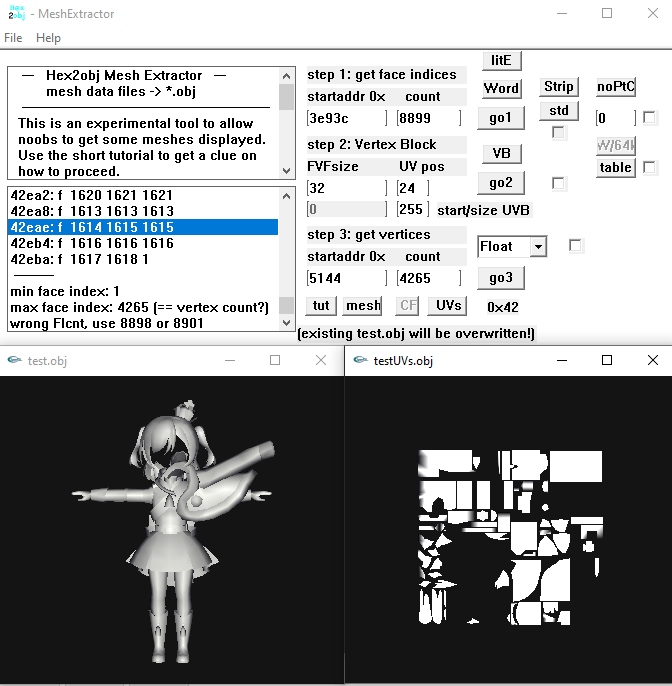 Hex
2obj - MeshExtractor
File Help
— Hex2obj Mesh Extractor —
mesh data files -> *.obj
This is an experimental tool to allow
noobs to get some meshes displayed.
Use the short tutorial to get a clue on
how to proceed.
42ea2: f 1620 1621 1621
42ea8: f 1613 1613 1613
42eae: f 1614 1615 1615
42eb4: f 1616 1616 1616
42eba: f 1617 1618 1
min face index: 1
max face index: 4265 (== vertex count?)
wrong FIcnt, use 8898 or 8901
step 1: get face indices
startaddr 0x count
3e93c 8899
step 2: Vertex Block
FVFsize UV pos
32 24
0 255 start/size UVB
step 3: get vertices
startaddr 0x count
5144 4265
tut mesh CF UVs 0x42
(existing test.obj will be overwritten!)
litE
Word Strip noPtC
go1 std 0
VB W/64k
go2 table
Float
go3
test.obj
testUVs.obj